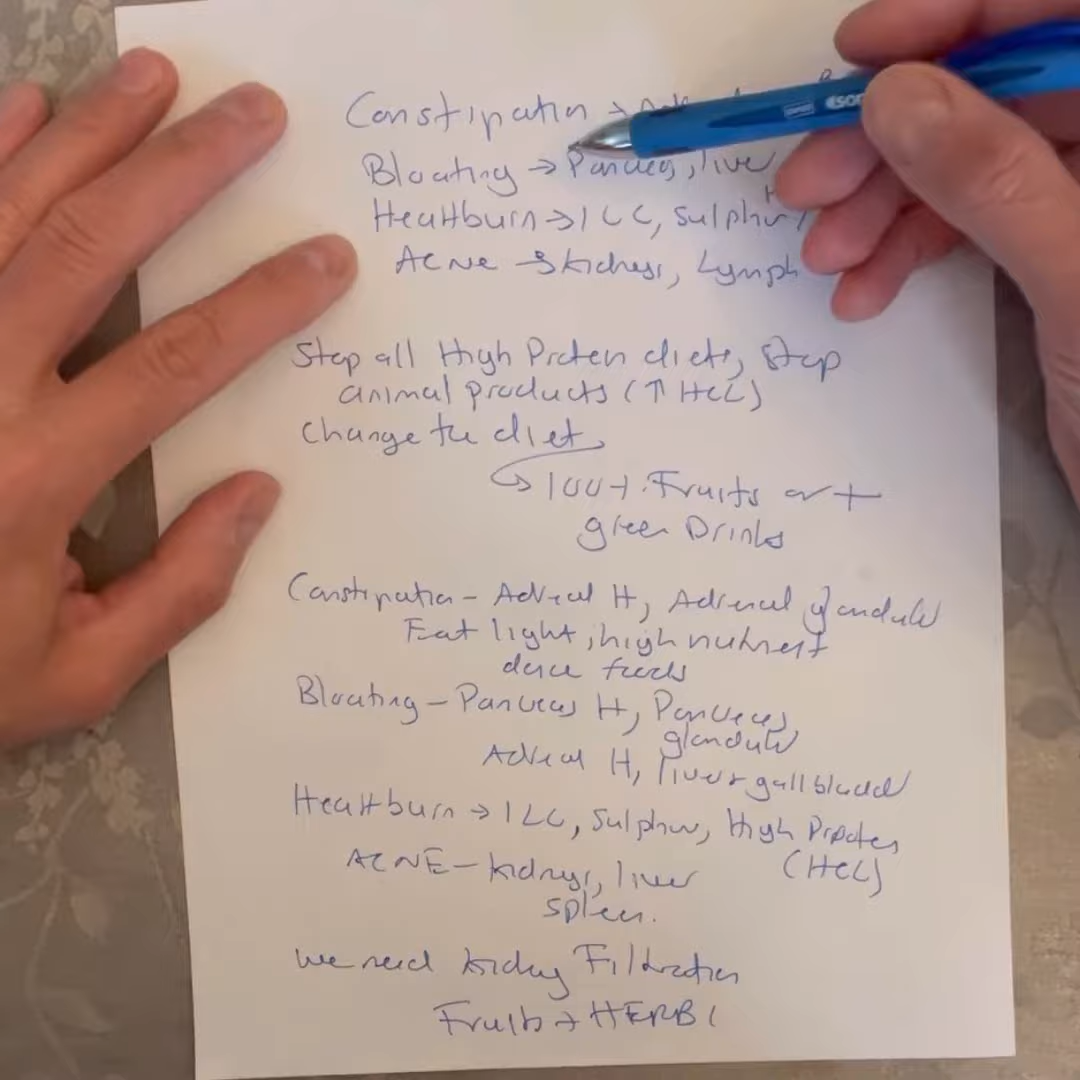 Constipation →
Bloating → Pancreas, live
Heartburn → ICC, Sulphur
Acne → kidneys, Lymph
Stop all High Protein diets, Stop
animal products (↑ HCL)
Change the diet
↳ 100%. Fruits or +
green Drinks
Constipation - Adrenal H, Adrenal glandular
Eat light, high nutrient
dense foods
Bloating - Pancreas H, Pancreas
glandular
Adrenal H, liver + gallbladder
Heartburn → ICC, Sulphur, High Protein
(HCL)
ACNE - kidneys, liver
spleen.
we need kidney Filtration
Fruits + HERBS